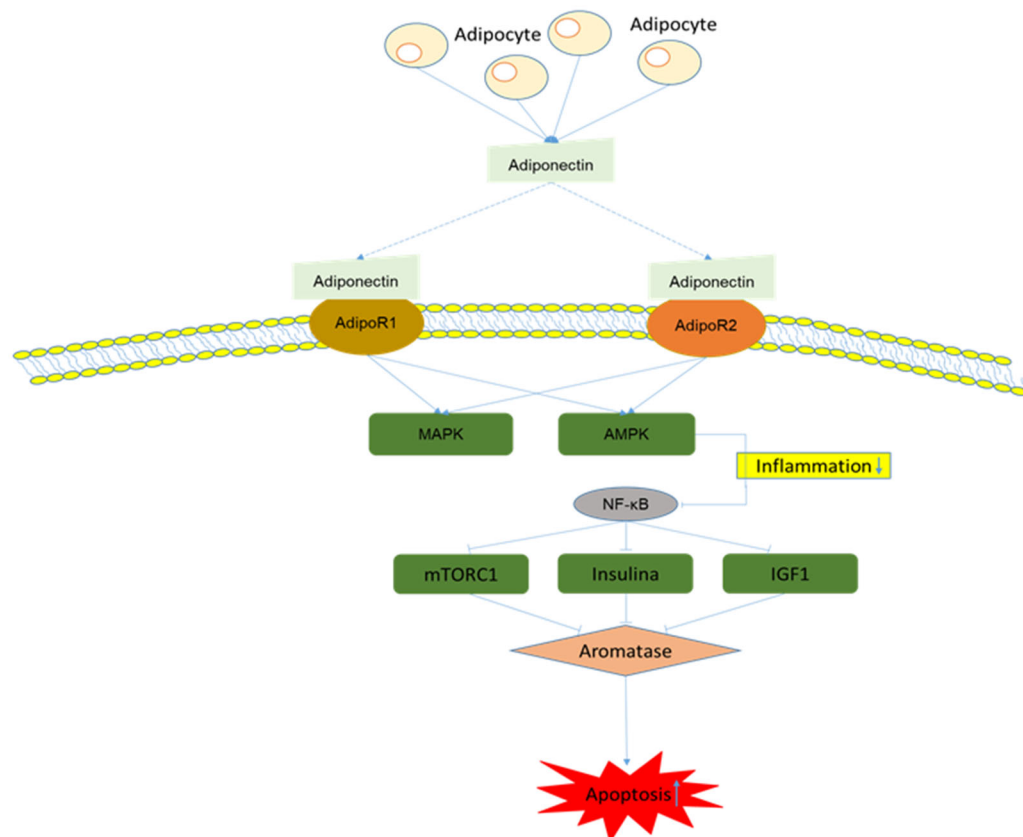 Adipocyte
Adipocyte
Adiponectin
Adiponectin
Adiponectin
AdipoR1
AdipoR2
MAPK
AMPK
Inflammation ↓
NF-κB
mTORC1
Insulina
IGF1
Aromatase
Apoptosis ↑